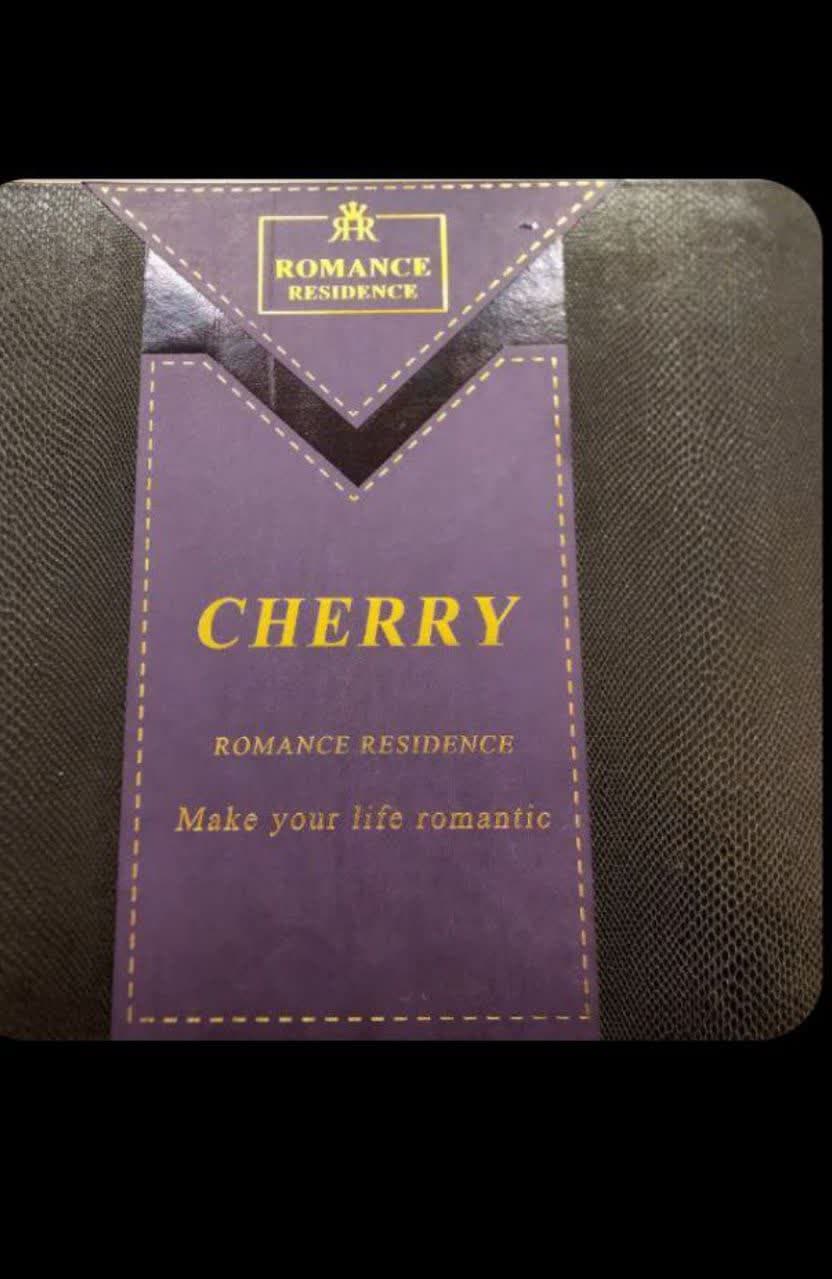 RR
ROMANCE
RESIDENCE
CHERRY
ROMANCE RESIDENCE
Make your life romantic